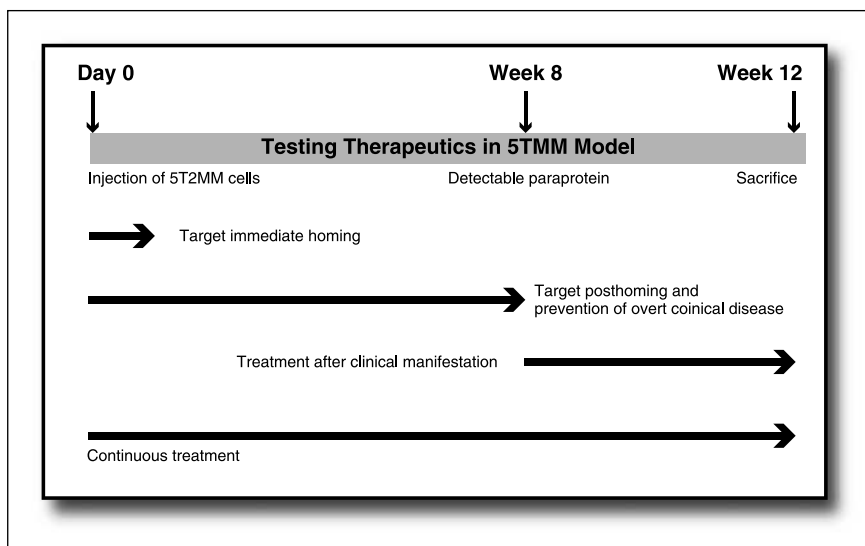 Day 0 Week 8 Week 12
Testing Therapeutics in 5TMM Model
Injection of 5T2MM cells Detectable paraprotein Sacrifice
Target immediate homing
Target posthoming and
prevention of overt coinical disease
Treatment after clinical manifestation
Continuous treatment